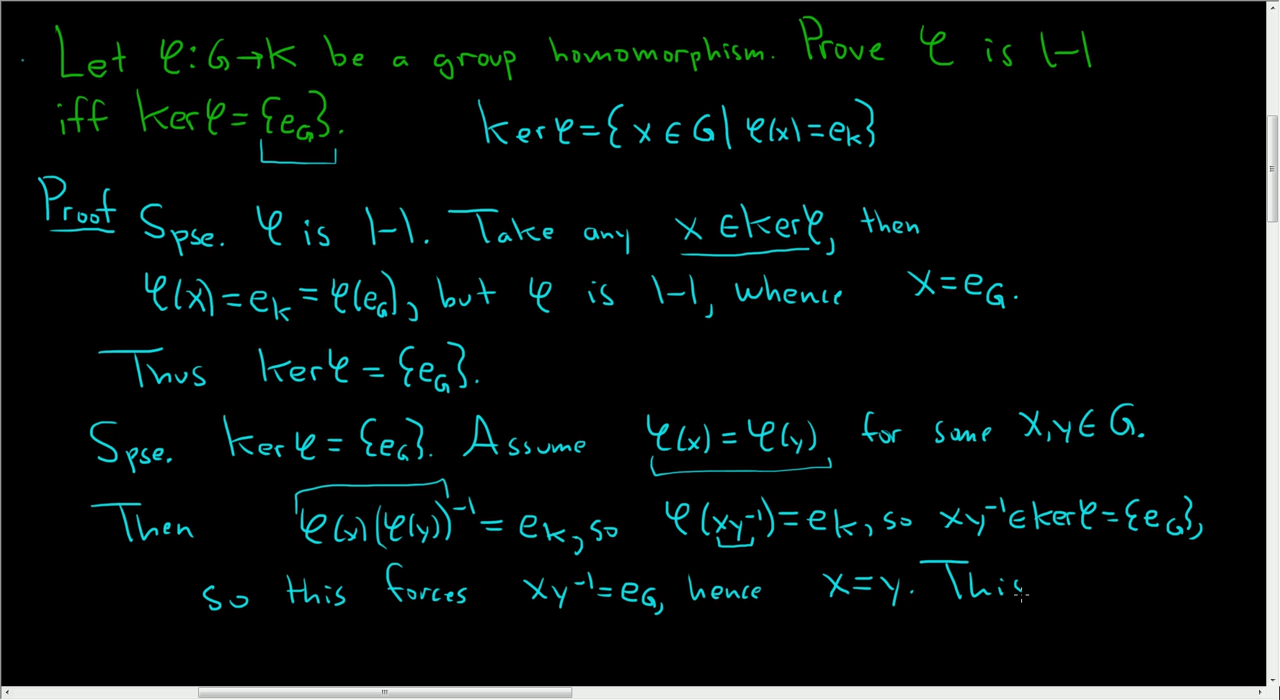 Let φ: G→K be a group homomorphism. Prove φ is 1-1
iff kerφ = {e_G}.
kerφ = {x ∈ G | φ(x) = e_K}
Proof Spse. φ is 1-1. Take any x ∈ kerφ, then
φ(x) = e_K = φ(e_G), but φ is 1-1, whence x = e_G.
Thus kerφ = {e_G}.
Spse. kerφ = {e_G}. Assume φ(x) = φ(y) for some x, y ∈ G.
Then φ(x)(φ(y))⁻¹ = e_K, so φ(xy⁻¹) = e_K, so xy⁻¹ ∈ kerφ = {e_G},
so this forces xy⁻¹ = e_G, hence x = y. This